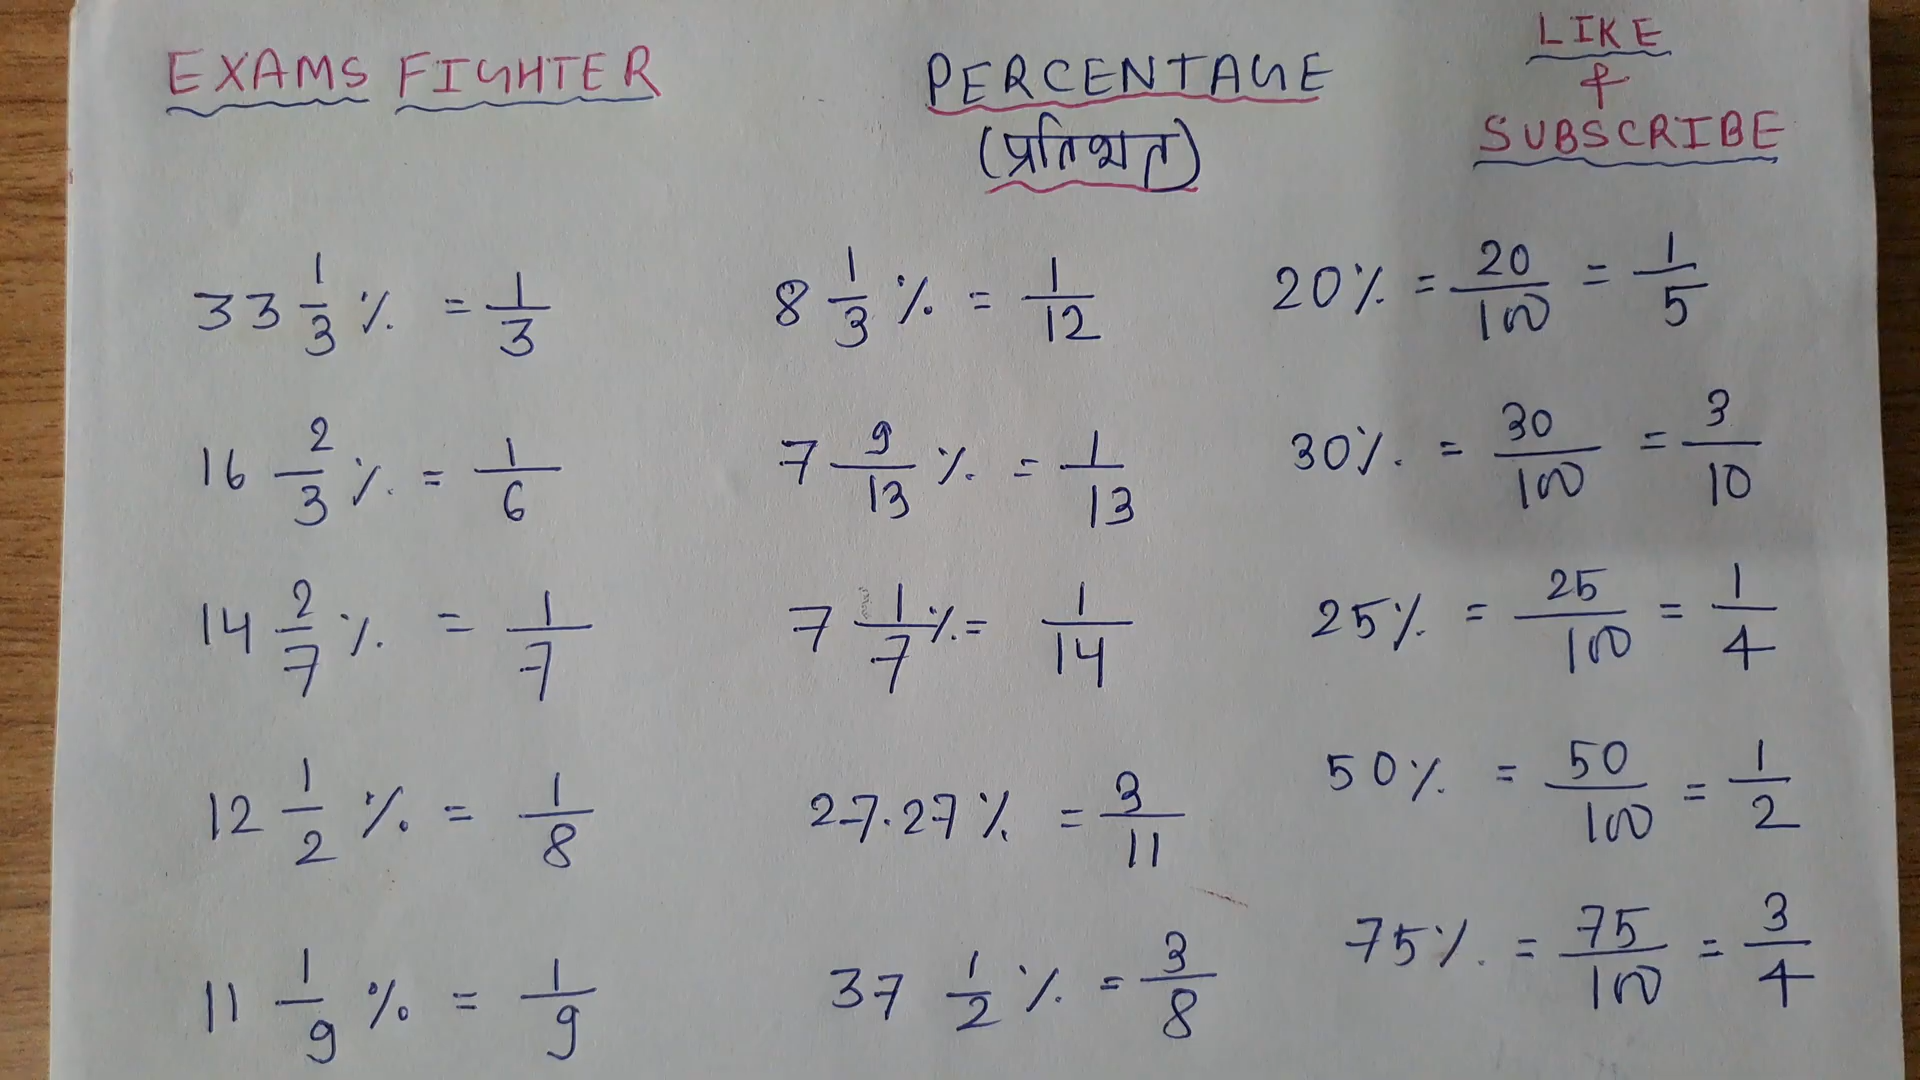 EXAMS FIGHTER
PERCENTAGE
(प्रतिशत)
LIKE
&
SUBSCRIBE
33 1/3 % = 1/3
16 2/3 % = 1/6
14 2/7 % = 1/7
12 1/2 % = 1/8
11 1/9 % = 1/9
8 1/3 % = 1/12
7 9/13 % = 1/13
7 1/7 % = 1/14
27.27 % = 3/11
37 1/2 % = 3/8
20% = 20/100 = 1/5
30% = 30/100 = 3/10
25% = 25/100 = 1/4
50% = 50/100 = 1/2
75% = 75/100 = 3/4